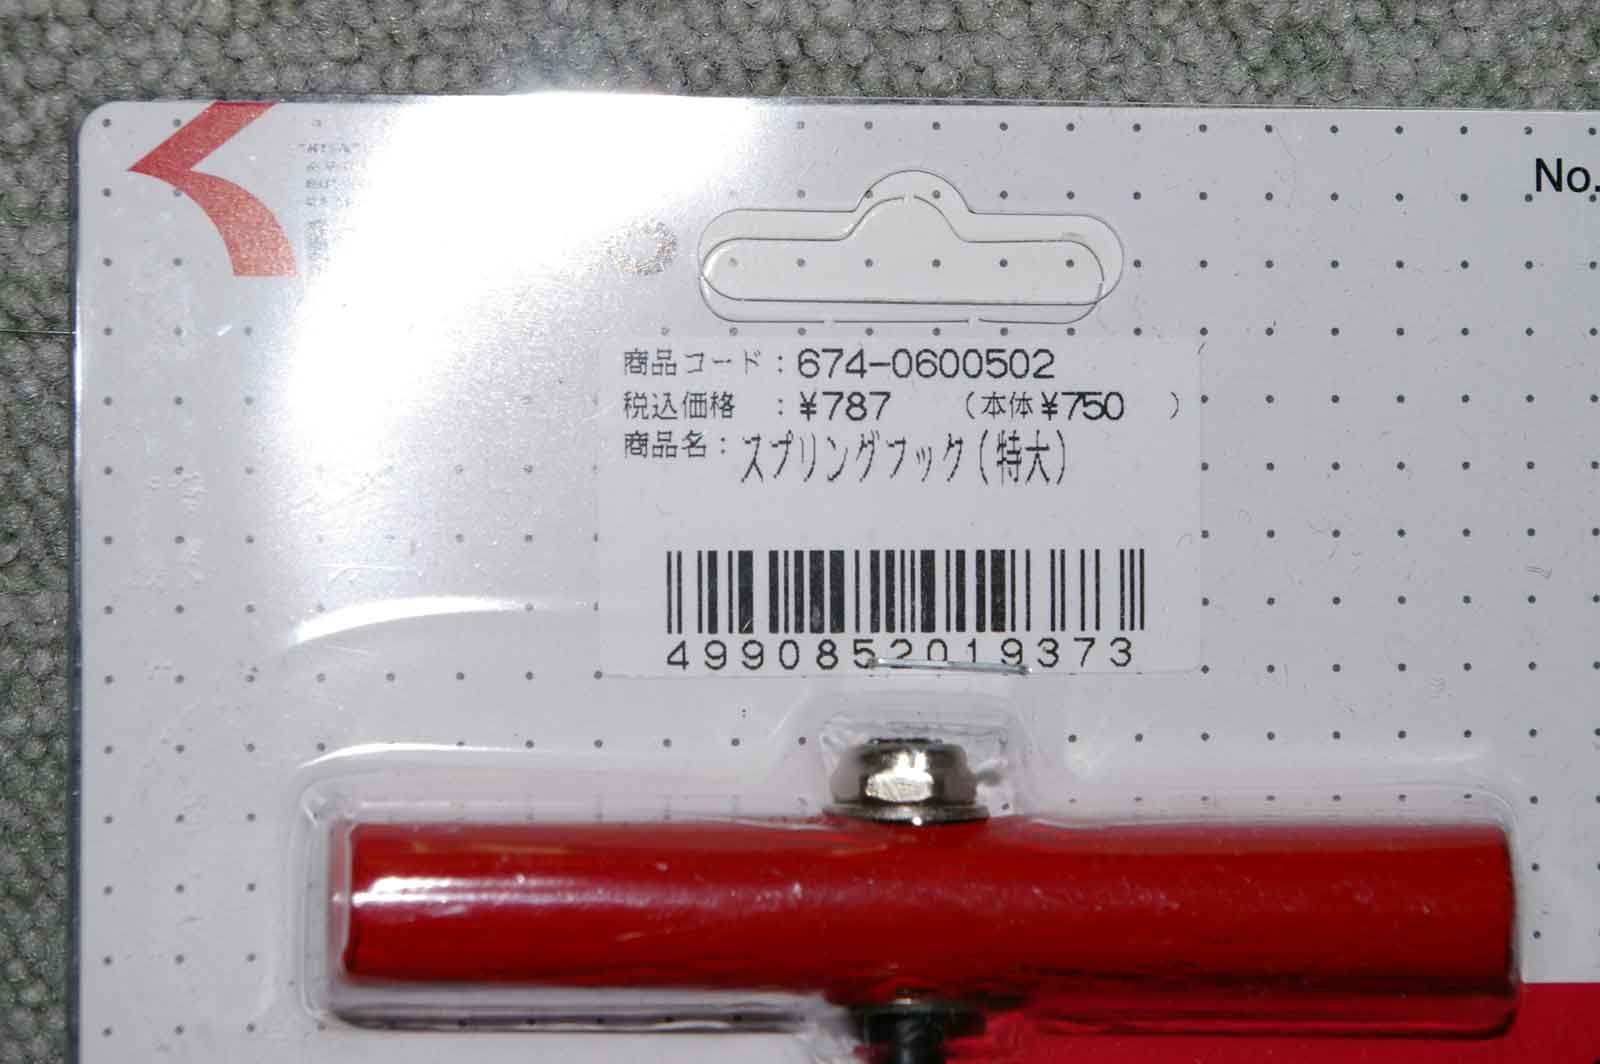 No.
商品コード：674-0600502
税込価格 ：¥787 （本体¥750 ）
商品名：スプリングフック(特大)
4990852019373